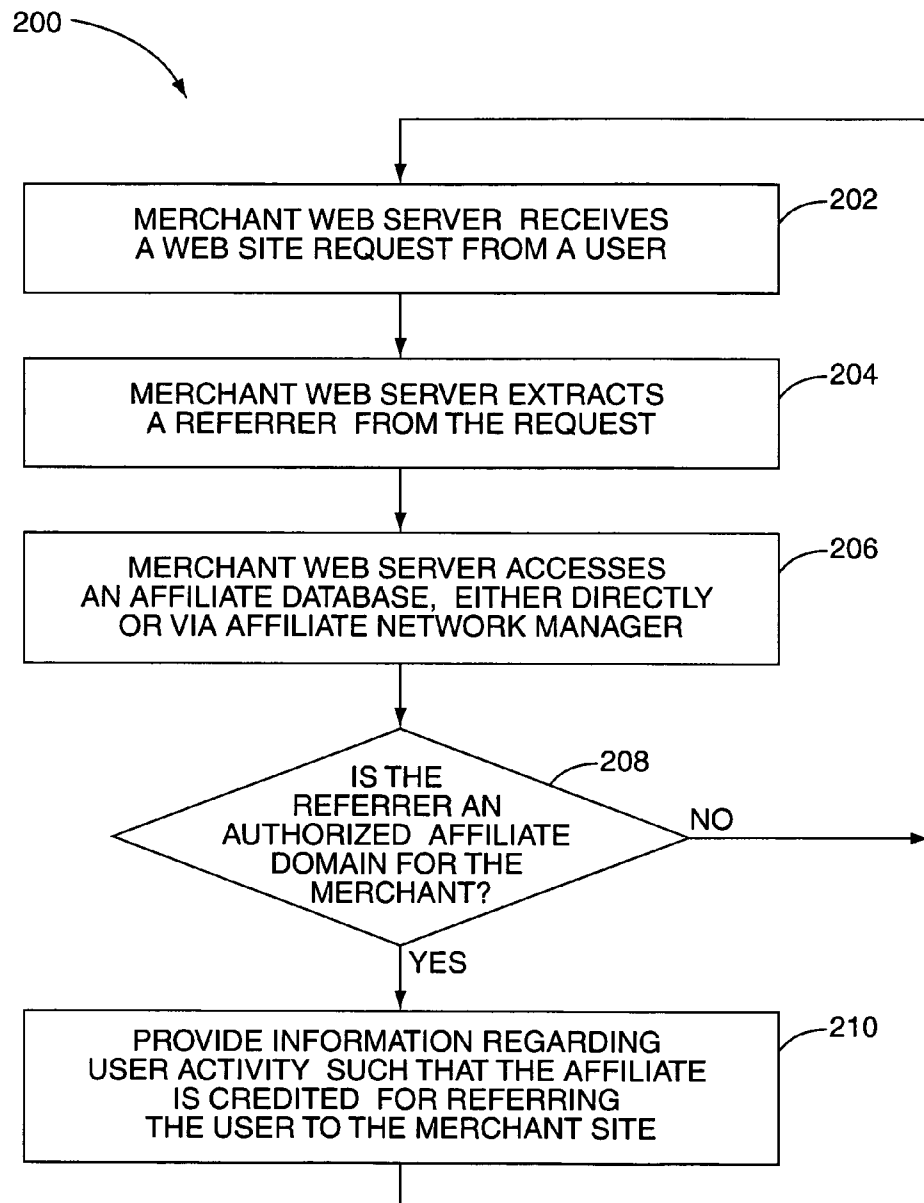 200
MERCHANT WEB SERVER RECEIVES
A WEB SITE REQUEST FROM A USER
202
MERCHANT WEB SERVER EXTRACTS
A REFERRER FROM THE REQUEST
204
MERCHANT WEB SERVER ACCESSES
AN AFFILIATE DATABASE, EITHER DIRECTLY
OR VIA AFFILIATE NETWORK MANAGER
206
IS THE
REFERRER AN
AUTHORIZED AFFILIATE
DOMAIN FOR THE
MERCHANT?
208
NO
YES
PROVIDE INFORMATION REGARDING
USER ACTIVITY SUCH THAT THE AFFILIATE
IS CREDITED FOR REFERRING
THE USER TO THE MERCHANT SITE
210